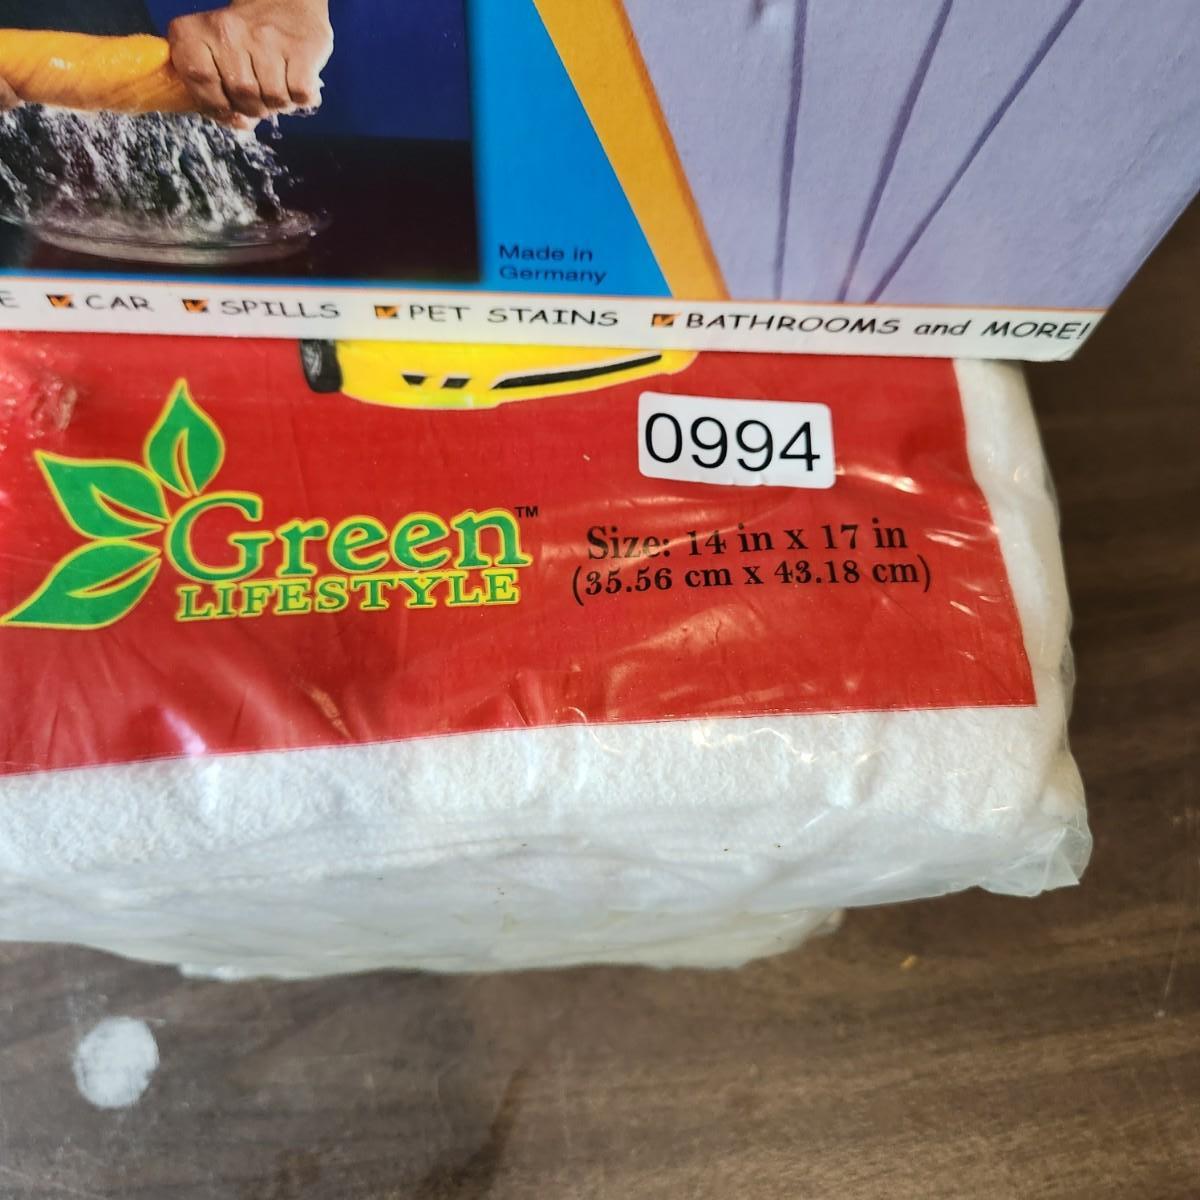 Made in
Germany
E CAR SPILLS PET STAINS BATHROOMS and MORE!
0994
Green™
LIFESTYLE
Size: 14 in x 17 in
(35.56 cm x 43.18 cm)